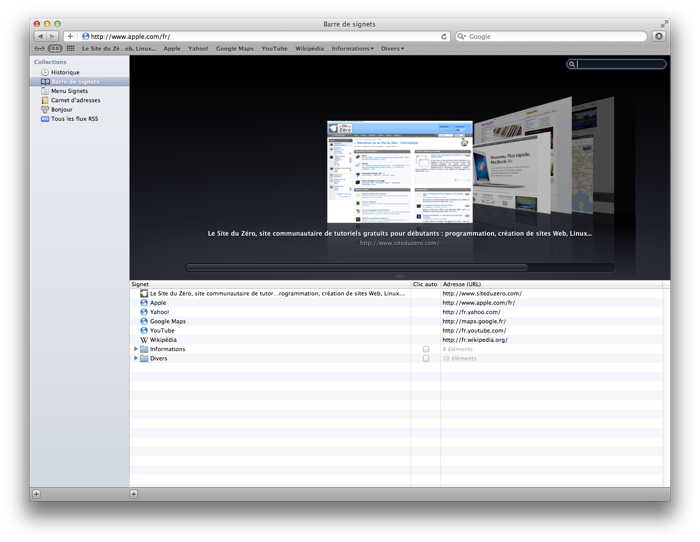 Barre de signets
http://www.apple.com/fr/
Google
Le Site du Zé...eb, Linux... Apple Yahoo! Google Maps YouTube Wikipédia Informations Divers
Collections
Historique
Barre de signets
Menu Signets
Carnet d'adresses
Bonjour
Tous les flux RSS
RSS
Nouveau. Plus rapide.
MacBook Air.
Le Site du Zéro, site communautaire de tutoriels gratuits pour débutants : programmation, création de sites Web, Linux...
http://www.siteduzero.com/
Signet Clic auto Adresse (URL)
Le Site du Zéro, site communautaire de tutor...rogrammation, création de sites Web, Linux... http://www.siteduzero.com/
Apple http://www.apple.com/fr/
Yahoo! http://fr.yahoo.com/
Google Maps http://maps.google.fr/
YouTube http://fr.youtube.com/
W Wikipédia http://fr.wikipedia.org/
Informations 8 éléments
Divers 10 éléments